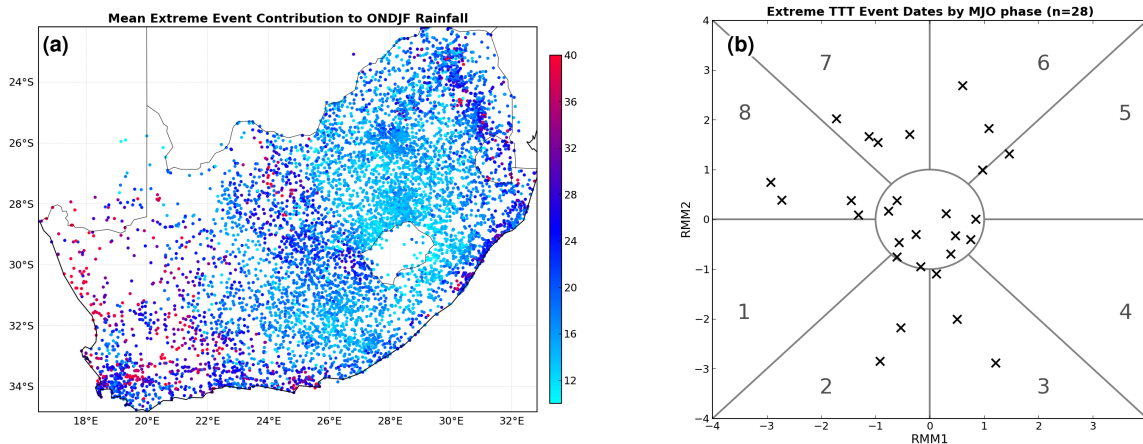 Mean Extreme Event Contribution to ONDJF Rainfall
(a)
24°S
26°S
28°S
30°S
32°S
34°S
18°E 20°E 22°E 24°E 26°E 28°E 30°E 32°E
40
36
32
28
24
20
16
12
Extreme TTT Event Dates by MJO phase (n=28)
(b)
4
3
2
1
0
−1
−2
−3
−4
RMM2
7 6
8 5
1 4
2 3
−4 −3 −2 −1 0 1 2 3 4
RMM1